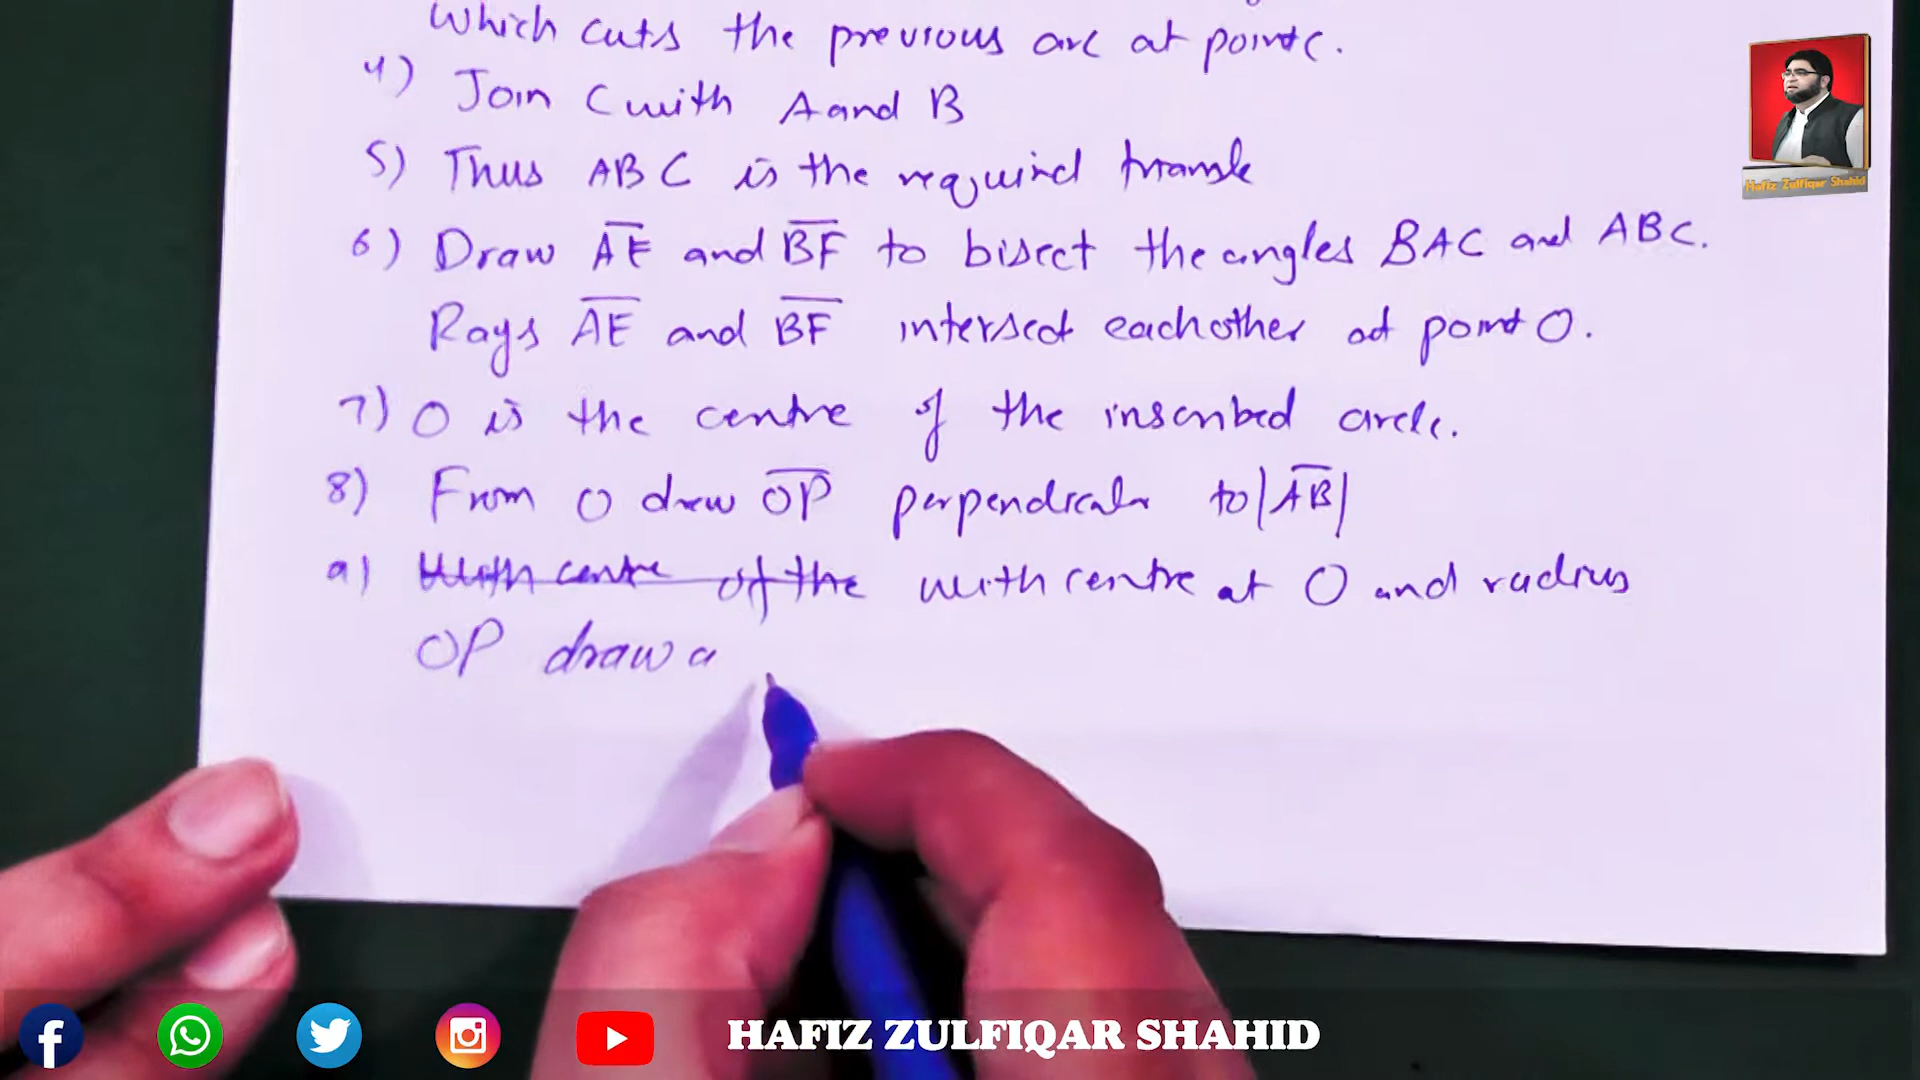 Which cuts the previous arc at point C.
4) Join C with A and B
5) Thus ABC is the required triangle
6) Draw AE and BF to bisect the angles BAC and ABC.
Rays AE and BF intersect eachother at point O.
7) O is the centre of the inscribed circle.
8) From O draw OP perpendicular to |AB|
9) With centre of the with centre at O and radius
OP draw a
Hafiz Zulfiqar Shahid
HAFIZ ZULFIQAR SHAHID